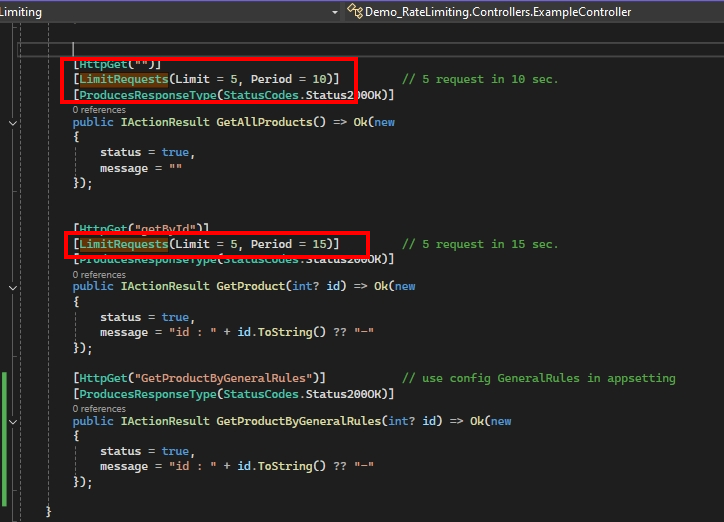 Limiting
Demo_RateLimiting.Controllers.ExampleController
[HttpGet("")]
[LimitRequests(Limit = 5, Period = 10)] // 5 request in 10 sec.
[ProducesResponseType(StatusCodes.Status200OK)]
0 references
public IActionResult GetAllProducts() => Ok(new
{
status = true,
message = ""
});
[HttpGet("getById")]
[LimitRequests(Limit = 5, Period = 15)] // 5 request in 15 sec.
[ProducesResponseType(StatusCodes.Status200OK)]
0 references
public IActionResult GetProduct(int? id) => Ok(new
{
status = true,
message = "id : " + id.ToString() ?? "-"
});
[HttpGet("GetProductByGeneralRules")] // use config GeneralRules in appsetting
[ProducesResponseType(StatusCodes.Status200OK)]
0 references
public IActionResult GetProductByGeneralRules(int? id) => Ok(new
{
status = true,
message = "id : " + id.ToString() ?? "-"
});
}